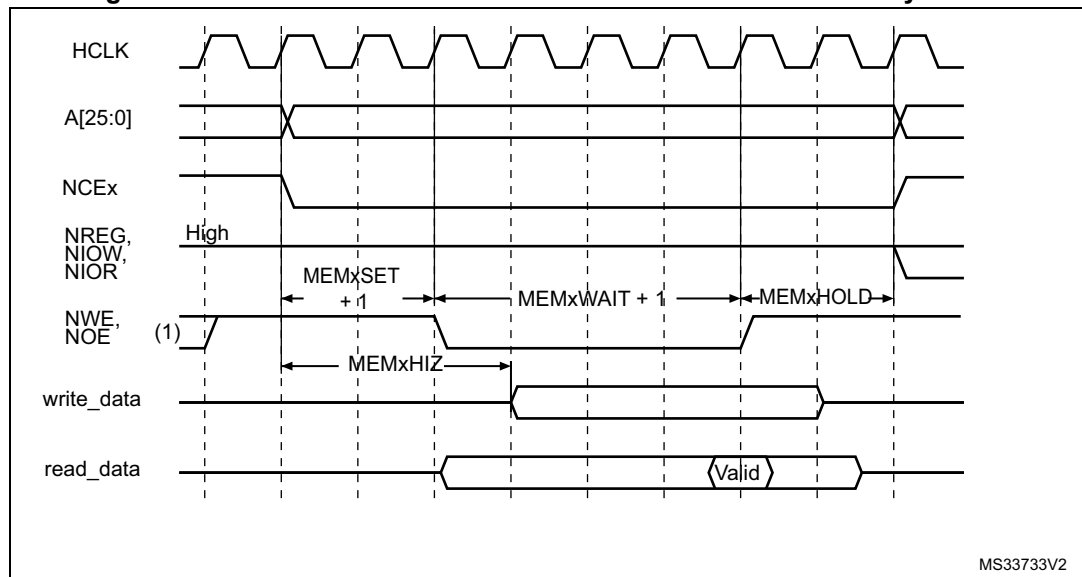 HCLK
A[25:0]
NCEx
NREG,
NIOW,
NIOR
High
MEMxSET
+ 1
MEMxWAIT + 1
MEMxHOLD
NWE,
NOE
(1)
MEMxHIZ
write_data
read_data
Valid
MS33733V2